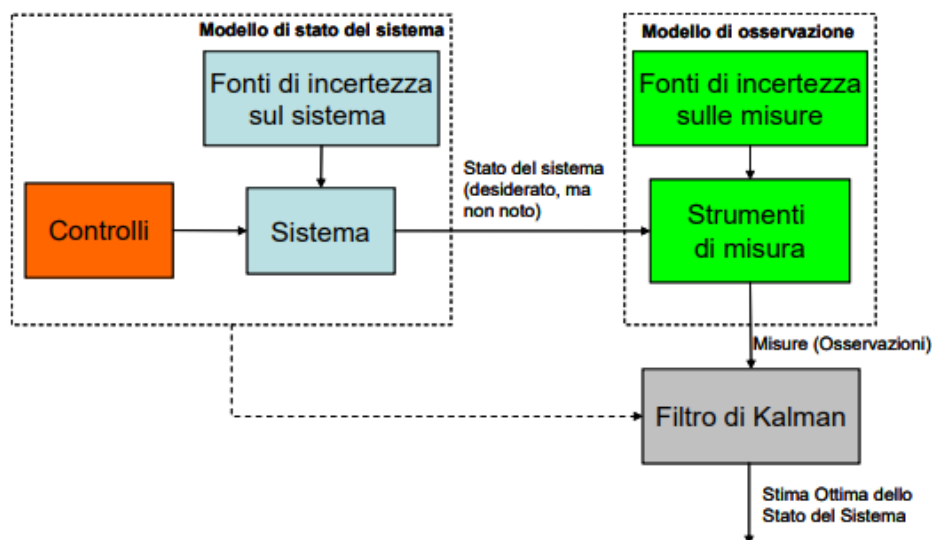 Modello di stato del sistema
Fonti di incertezza
sul sistema
Controlli
Sistema
Stato del sistema
(desiderato, ma
non noto)
Modello di osservazione
Fonti di incertezza
sulle misure
Strumenti
di misura
Misure (Osservazioni)
Filtro di Kalman
Stima Ottima dello
Stato del Sistema